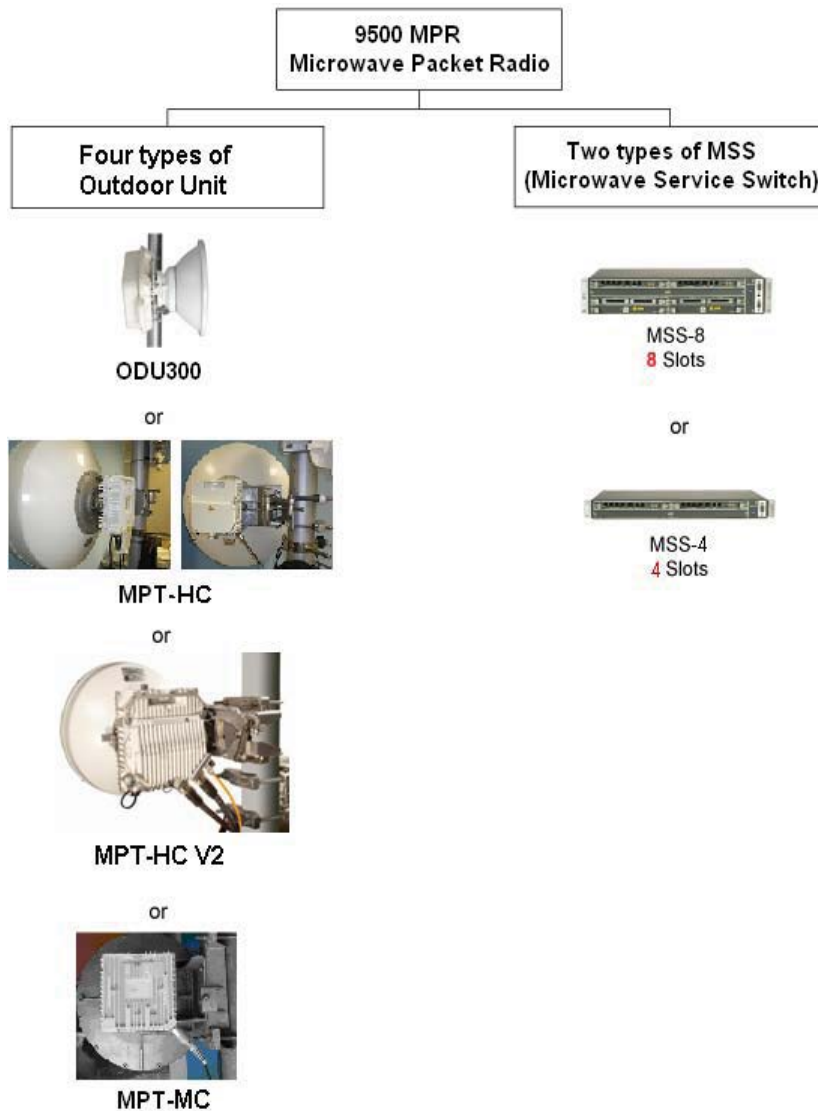 9500 MPR
Microwave Packet Radio
Four types of
Outdoor Unit
ODU300
or
MPT-HC
or
MPT-HC V2
or
MPT-MC
Two types of MSS
(Microwave Service Switch)
MSS-8
8 Slots
or
MSS-4
4 Slots